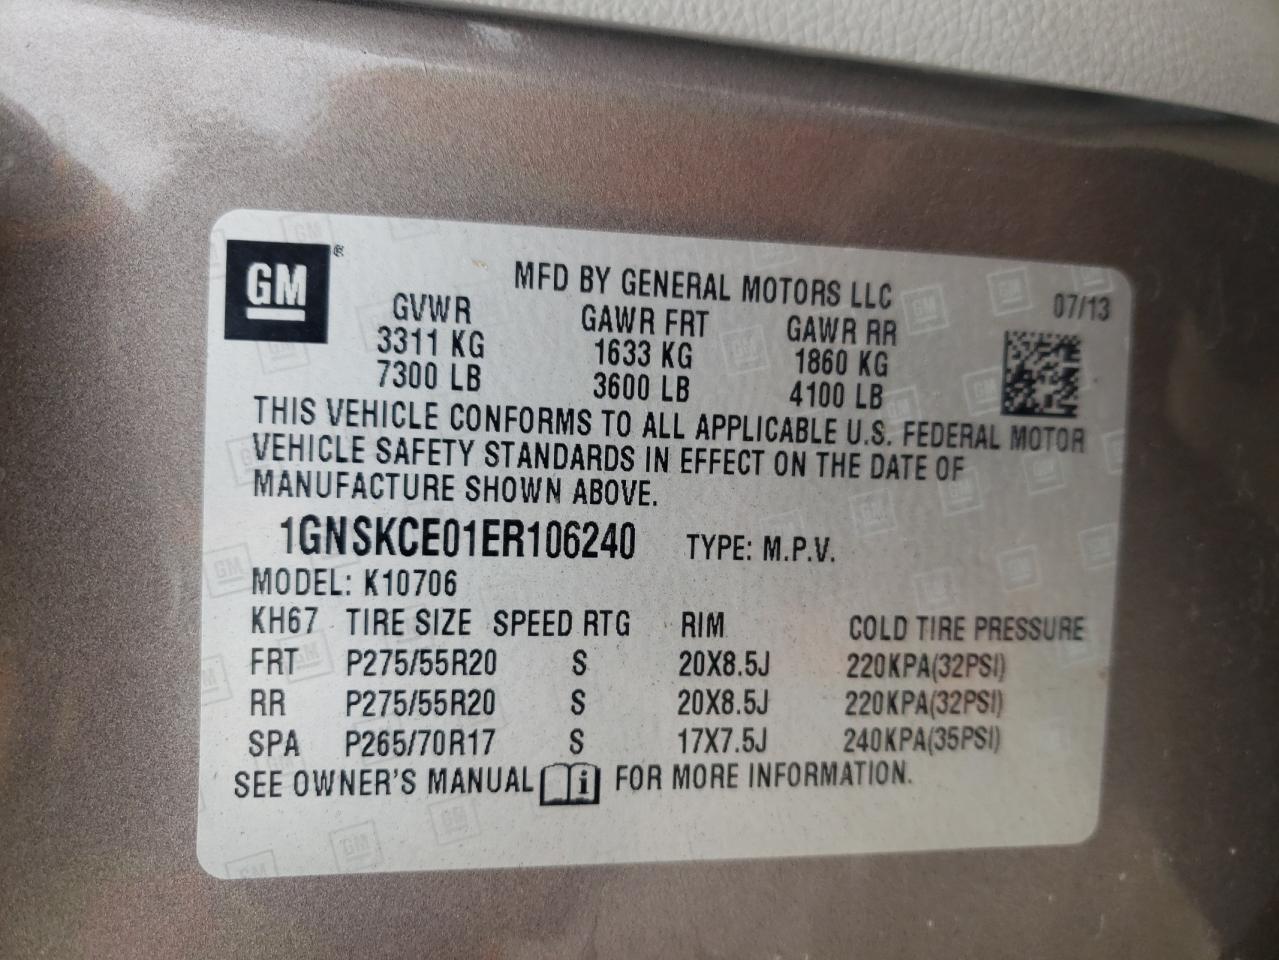 GM®
MFD BY GENERAL MOTORS LLC 07/13
GVWR GAWR FRT GAWR RR
3311 KG 1633 KG 1860 KG
7300 LB 3600 LB 4100 LB
THIS VEHICLE CONFORMS TO ALL APPLICABLE U.S. FEDERAL MOTOR
VEHICLE SAFETY STANDARDS IN EFFECT ON THE DATE OF
MANUFACTURE SHOWN ABOVE.
1GNSKCE01ER106240 TYPE: M.P.V.
MODEL: K10706
KH67 TIRE SIZE SPEED RTG RIM COLD TIRE PRESSURE
FRT P275/55R20 S 20X8.5J 220KPA(32PSI)
RR P275/55R20 S 20X8.5J 220KPA(32PSI)
SPA P265/70R17 S 17X7.5J 240KPA(35PSI)
SEE OWNER'S MANUAL i FOR MORE INFORMATION.